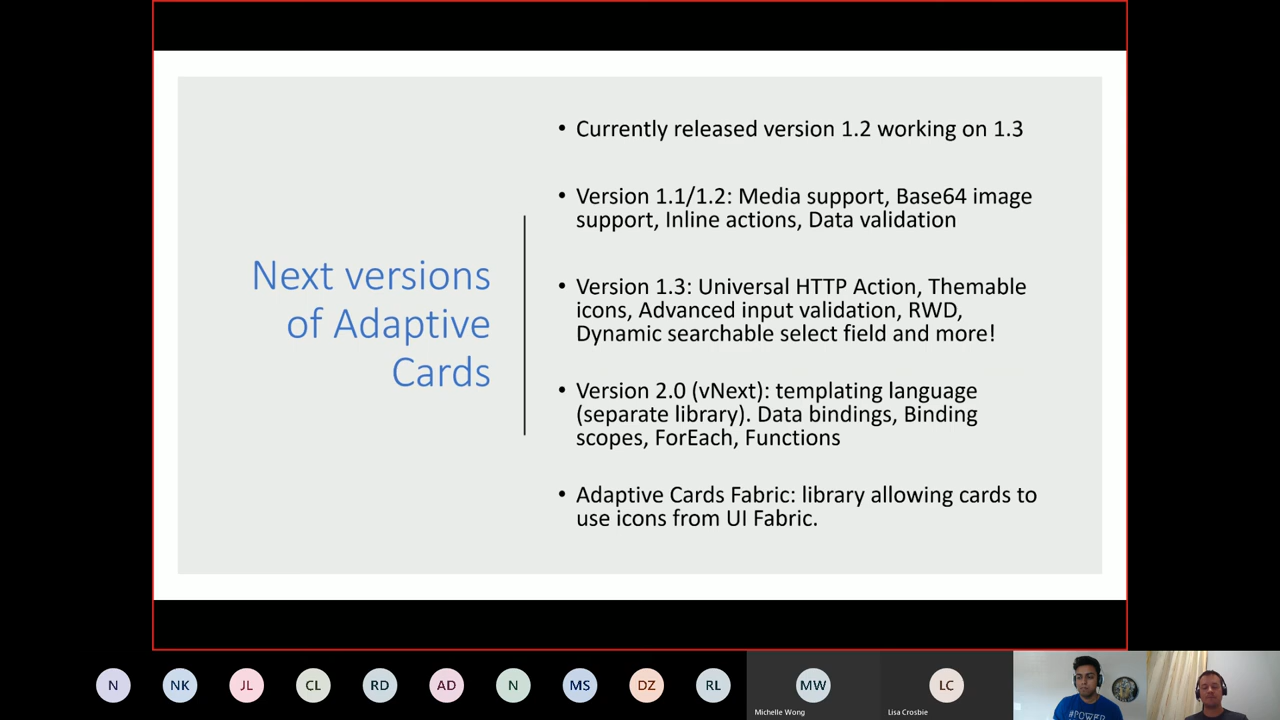 Next versions
of Adaptive
Cards
• Currently released version 1.2 working on 1.3
• Version 1.1/1.2: Media support, Base64 image
support, Inline actions, Data validation
• Version 1.3: Universal HTTP Action, Themable
icons, Advanced input validation, RWD,
Dynamic searchable select field and more!
• Version 2.0 (vNext): templating language
(separate library). Data bindings, Binding
scopes, ForEach, Functions
• Adaptive Cards Fabric: library allowing cards to
use icons from UI Fabric.
N NK JL CL RD AD N MS DZ RL MW LC
Michelle Wong
Lisa Crosbie
#POWER